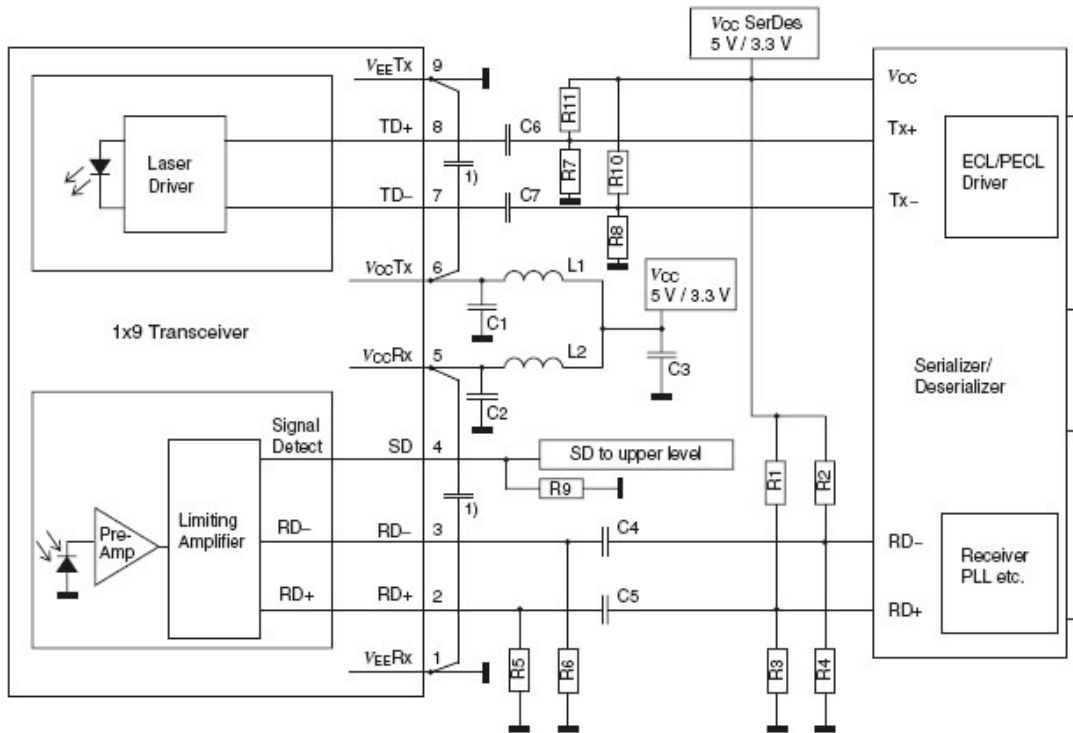 VCC SerDes
5 V / 3.3 V
VEETx 9
VCC
TD+ 8 C6 R11 Tx+
Laser
Driver
1) R7 R10
ECL/PECL
Driver
TD− 7 C7 Tx−
R8
VCCTx 6 L1
VCC
5 V / 3.3 V
C1
1x9 Transceiver
VCCRx 5 L2 C3
Serializer/
Deserializer
C2
Signal
Detect
SD 4 SD to upper level
R1 R2
R9
1)
Pre-
Amp
Limiting
Amplifier
RD− RD− 3 C4 RD−
Receiver
PLL etc.
RD+ RD+ 2 C5 RD+
VEERx 1 R5 R6 R3 R4